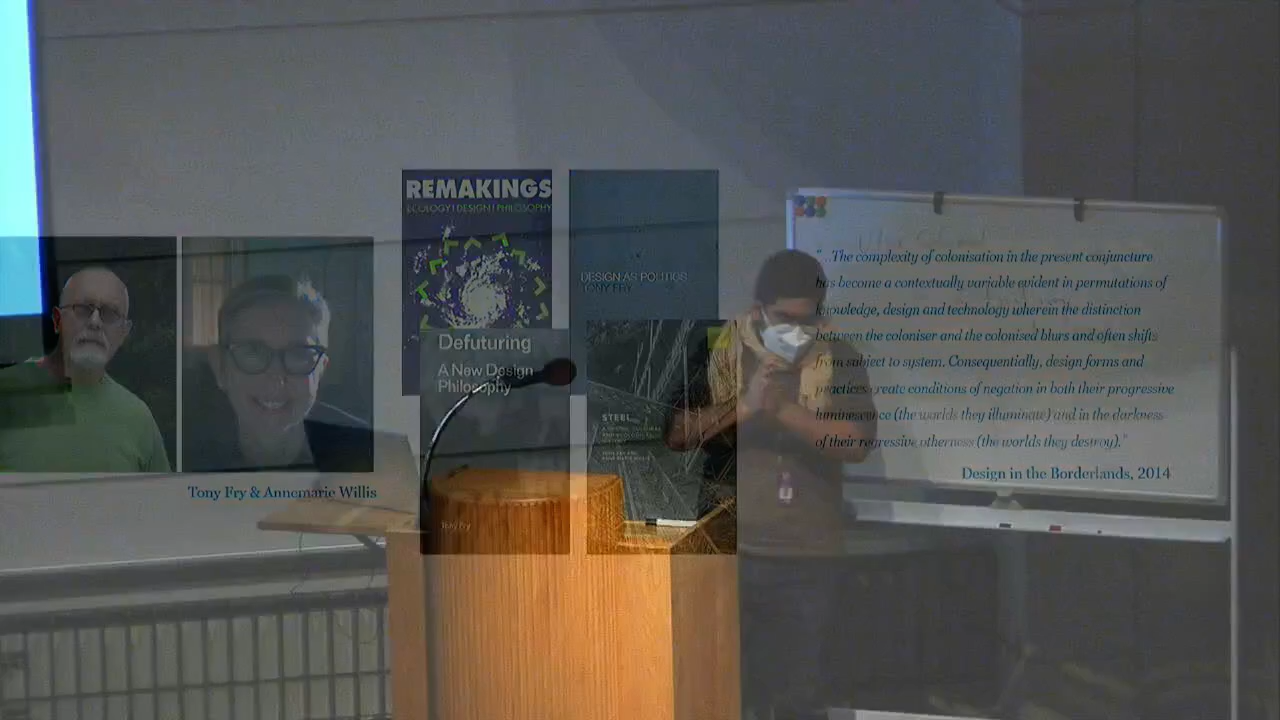 REMAKINGS
ECOLOGY | DESIGN | PHILOSOPHY
DESIGN AS POLITICS
TONY FRY
Defuturing
A New Design
Philosophy
Tony Fry
STEEL
Tony Fry & Annemarie Willis
"...The complexity of colonisation in the present conjuncture
has become a contextually variable evident in permutations of
knowledge, design and technology wherein the distinction
between the coloniser and the colonised blurs and often shifts
from subject to system. Consequently, design forms and
practices create conditions of negation in both their progressive
luminescence (the worlds they illuminate) and in the darkness
of their regressive otherness (the worlds they destroy)."
Design in the Borderlands, 2014